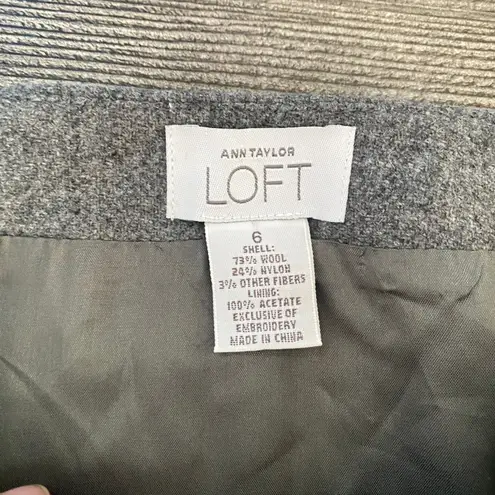 ANN TAYLOR
LOFT
6
SHELL:
73% WOOL
24% NYLON
3% OTHER FIBERS
LINING:
100% ACETATE
EXCLUSIVE OF
EMBROIDERY
MADE IN CHINA